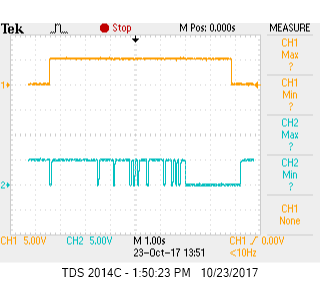 Tek Stop M Pos: 0.000s MEASURE
CH1
Max
?
CH1
Min
?
CH2
Max
?
CH2
Min
?
CH1
None
1
2
CH1 5.00V CH2 5.00V M 1.00s CH1 / 0.00V
23-Oct-17 13:51 <10Hz
TDS 2014C - 1:50:23 PM 10/23/2017